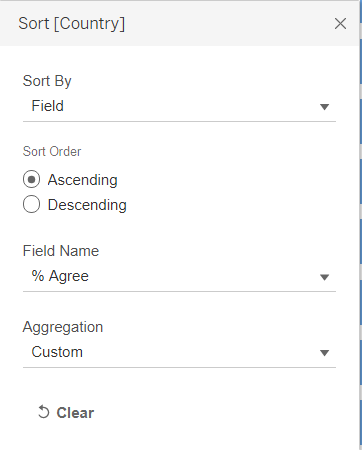 Sort [Country]
Sort By
Field
Sort Order
Ascending
Descending
Field Name
% Agree
Aggregation
Custom
Clear